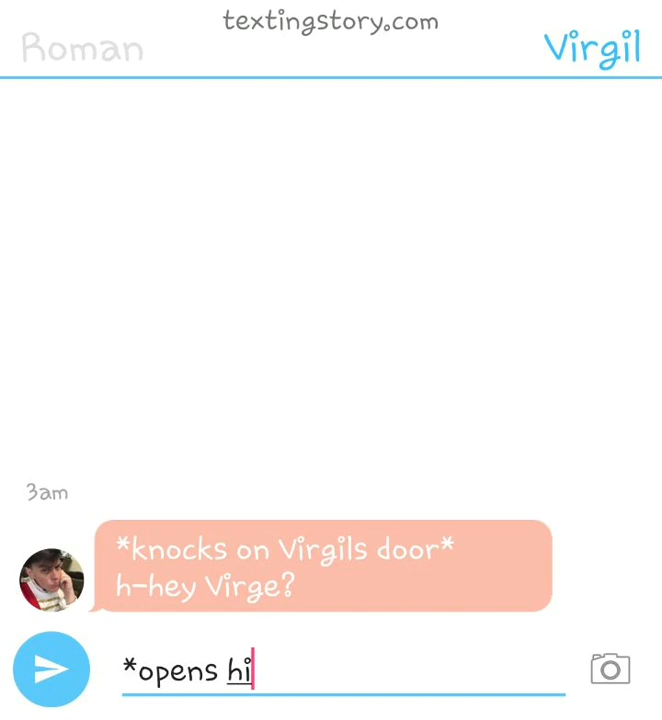 textingstory.com
Roman
Virgil
3am
*knocks on Virgils door*
h-hey Virge?
*opens hi